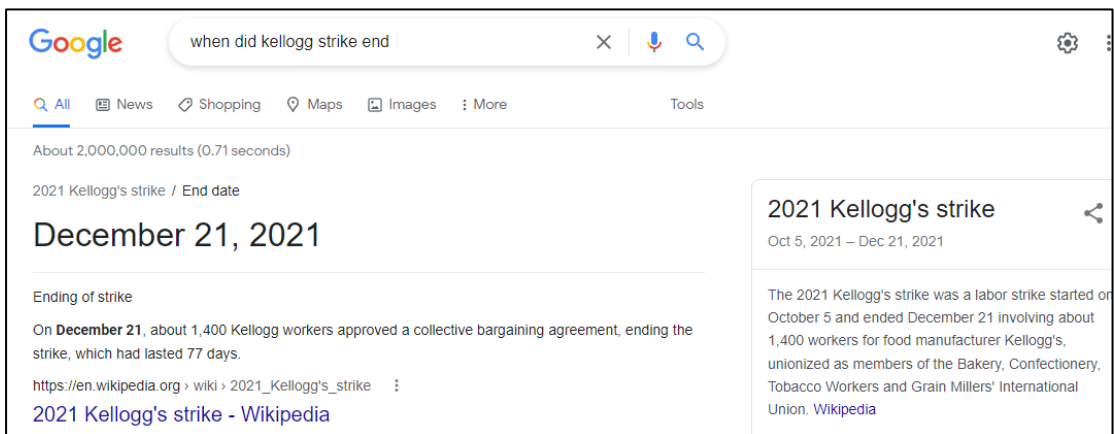 Google
when did kellogg strike end
All News Shopping Maps Images More Tools
About 2,000,000 results (0.71 seconds)
2021 Kellogg's strike / End date
December 21, 2021
Ending of strike
On December 21, about 1,400 Kellogg workers approved a collective bargaining agreement, ending the
strike, which had lasted 77 days.
https://en.wikipedia.org › wiki › 2021_Kellogg's_strike
2021 Kellogg's strike - Wikipedia
2021 Kellogg's strike
Oct 5, 2021 – Dec 21, 2021
The 2021 Kellogg's strike was a labor strike started on
October 5 and ended December 21 involving about
1,400 workers for food manufacturer Kellogg's,
unionized as members of the Bakery, Confectionery,
Tobacco Workers and Grain Millers' International
Union. Wikipedia